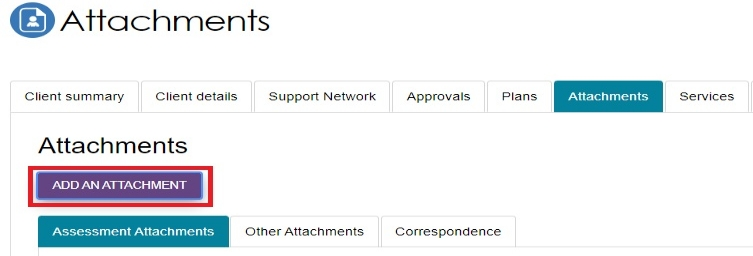 Attachments
Client summary Client details Support Network Approvals Plans Attachments Services
Attachments
ADD AN ATTACHMENT
Assessment Attachments Other Attachments Correspondence